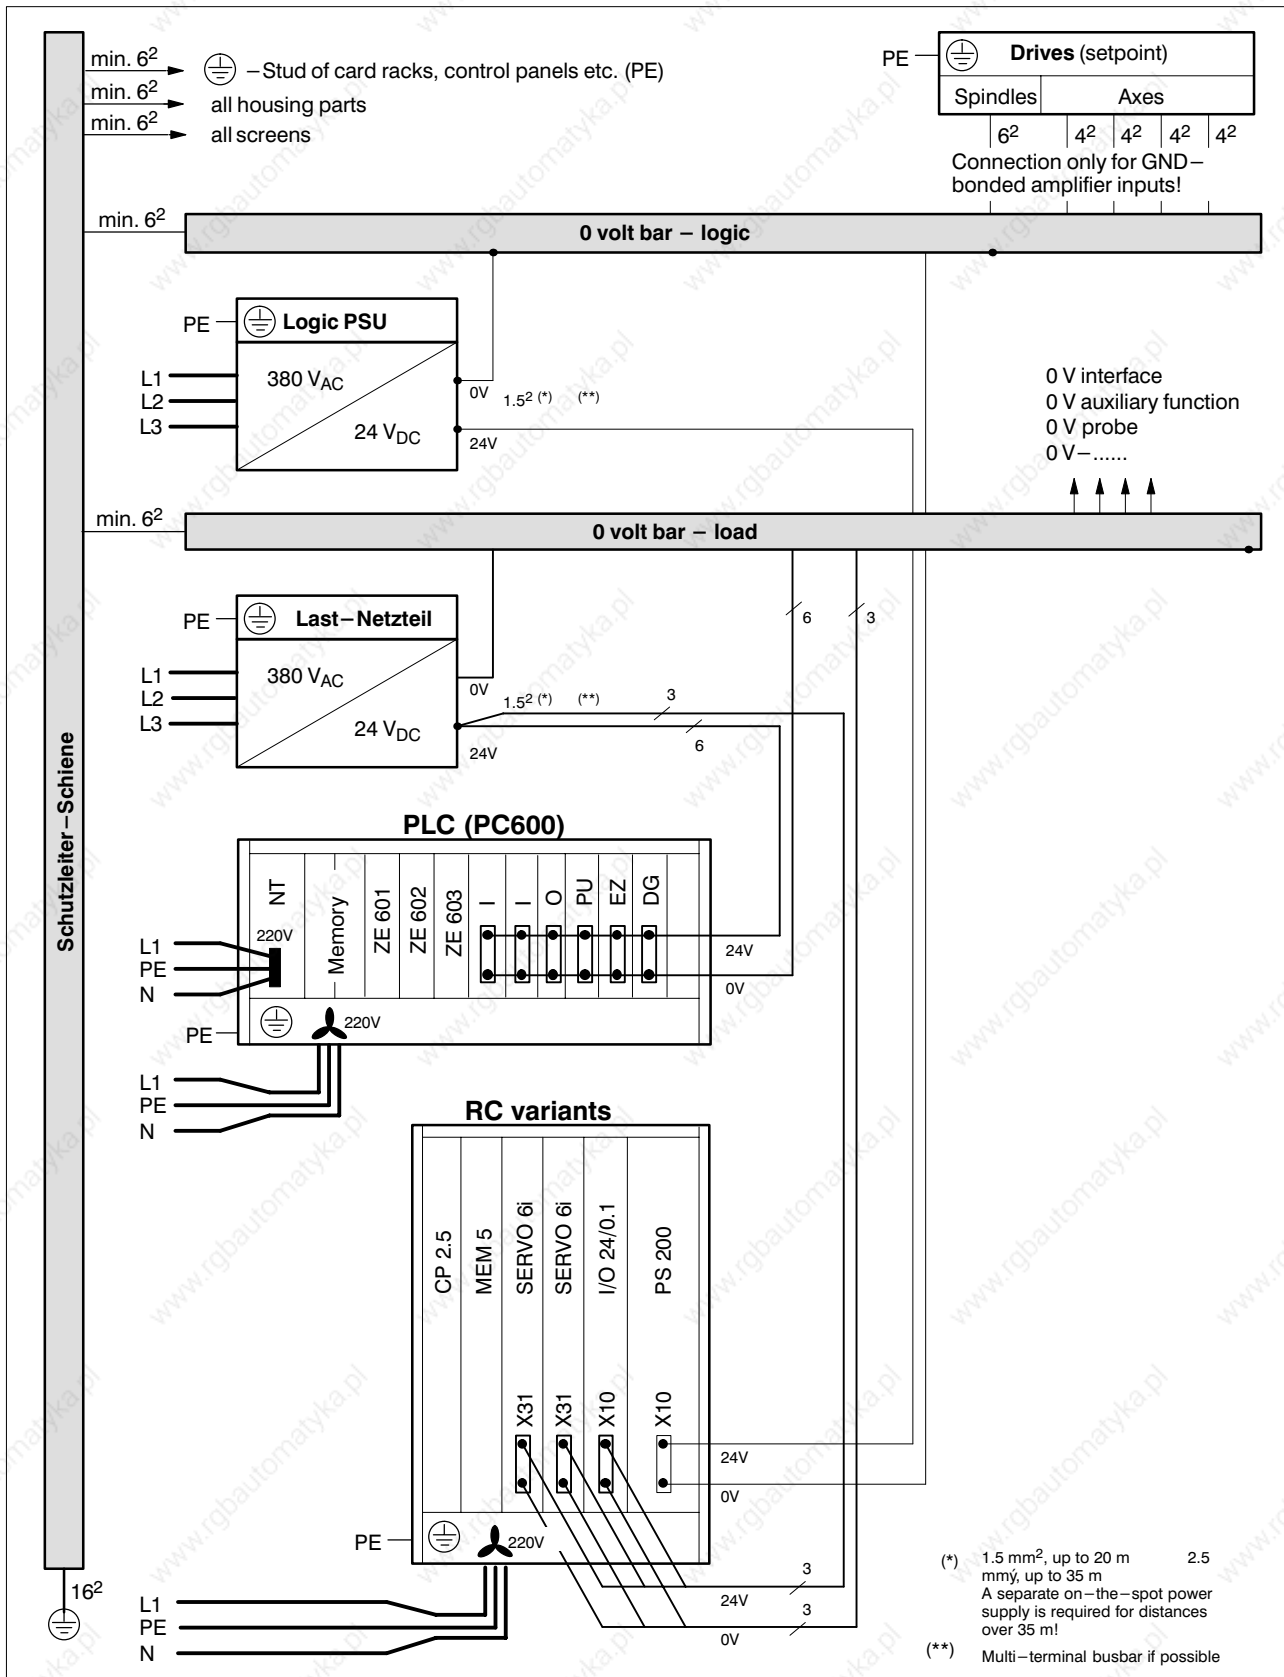 min. 6²
–Stud of card racks, control panels etc. (PE)
min. 6²
all housing parts
min. 6²
all screens
PE
Drives (setpoint)
Spindles
Axes
6²
4²
4²
4²
4²
Connection only for GND–
bonded amplifier inputs!
min. 6²
0 volt bar – logic
PE
Logic PSU
L1
L2
L3
380 VAC
24 VDC
0V
1.5² (*)
(**)
24V
0 V interface
0 V auxiliary function
0 V probe
0 V–......
min. 6²
0 volt bar – load
6
3
PE
Last–Netzteil
L1
L2
L3
380 VAC
24 VDC
0V
1.5² (*)
(**)
24V
3
6
Schutzleiter–Schiene
PLC (PC600)
NT
Memory
ZE 601
ZE 602
ZE 603
I
I
O
PU
EZ
DG
220V
L1
PE
N
24V
0V
PE
220V
L1
PE
N
RC variants
CP 2.5
MEM 5
SERVO 6i
SERVO 6i
I/O 24/0.1
PS 200
X31
X31
X10
X10
24V
0V
PE
220V
3
24V
3
0V
16²
L1
PE
N
(*) 1.5 mm², up to 20 m 2.5
mmý, up to 35 m
A separate on–the–spot power
supply is required for distances
over 35 m!
(**) Multi–terminal busbar if possible
www.rgbautomatyka.pl